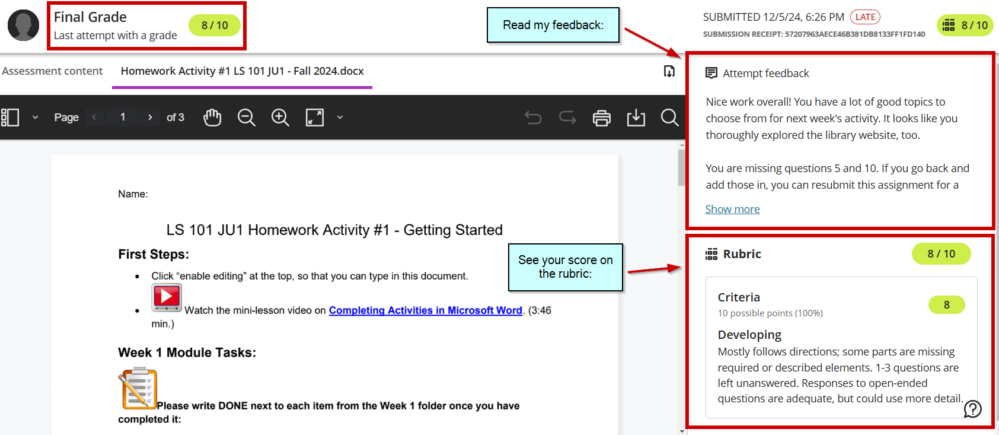 Final Grade
8 / 10
Last attempt with a grade
Read my feedback:
SUBMITTED 12/5/24, 6:26 PM LATE
SUBMISSION RECEIPT: 57207963AECE46B381DB8133FF1FD140
8 / 10
Assessment content
Homework Activity #1 LS 101 JU1 - Fall 2024.docx
Page 1 of 3
Name:
LS 101 JU1 Homework Activity #1 - Getting Started
First Steps:
• Click “enable editing” at the top, so that you can type in this document.
• Watch the mini-lesson video on Completing Activities in Microsoft Word. (3:46
min.)
Week 1 Module Tasks:
Please write DONE next to each item from the Week 1 folder once you have
completed it:
Attempt feedback
Nice work overall! You have a lot of good topics to
choose from for next week's activity. It looks like you
thoroughly explored the library website, too.
You are missing questions 5 and 10. If you go back and
add those in, you can resubmit this assignment for a
Show more
See your score on
the rubric:
Rubric
8 / 10
Criteria
8
10 possible points (100%)
Developing
Mostly follows directions; some parts are missing
required or described elements. 1-3 questions are
left unanswered. Responses to open-ended
questions are adequate, but could use more detail.